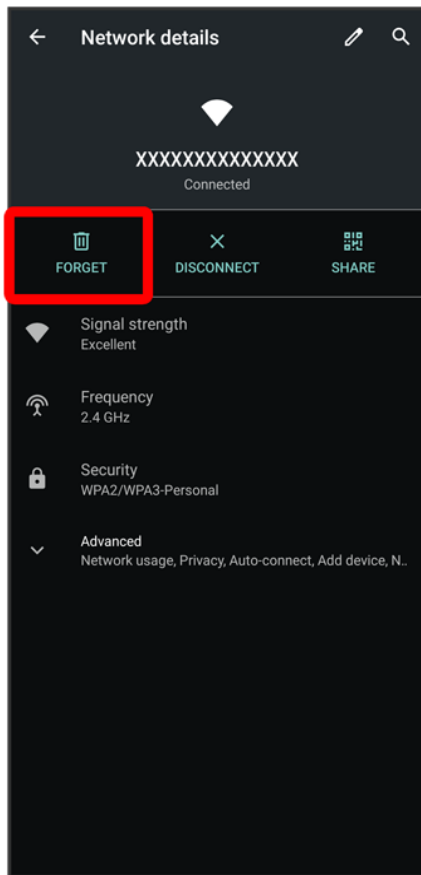 Network details
XXXXXXXXXXXXXX
Connected
FORGET
DISCONNECT
SHARE
Signal strength
Excellent
Frequency
2.4 GHz
Security
WPA2/WPA3-Personal
Advanced
Network usage, Privacy, Auto-connect, Add device, N..